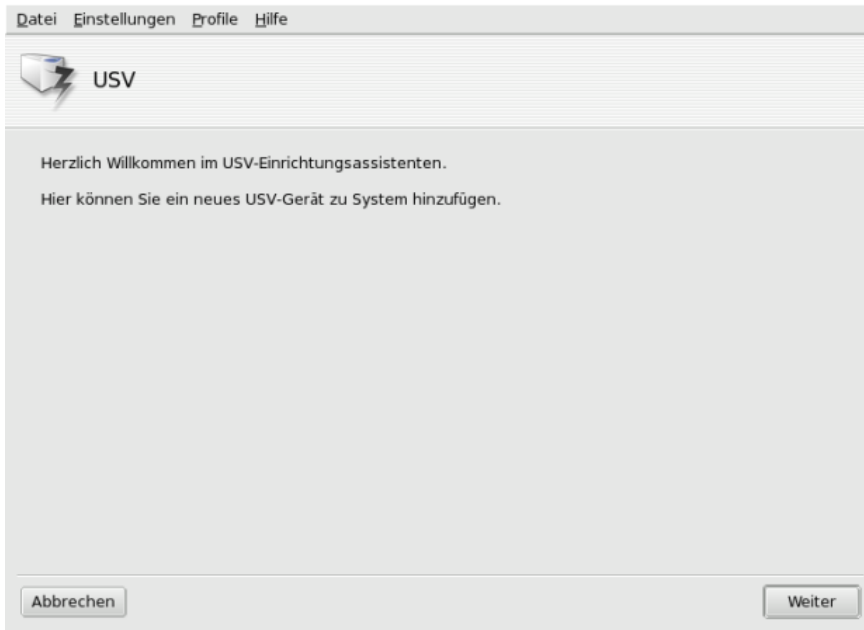 Datei Einstellungen Profile Hilfe
USV
Herzlich Willkommen im USV-Einrichtungsassistenten.
Hier können Sie ein neues USV-Gerät zu System hinzufügen.
Abbrechen Weiter